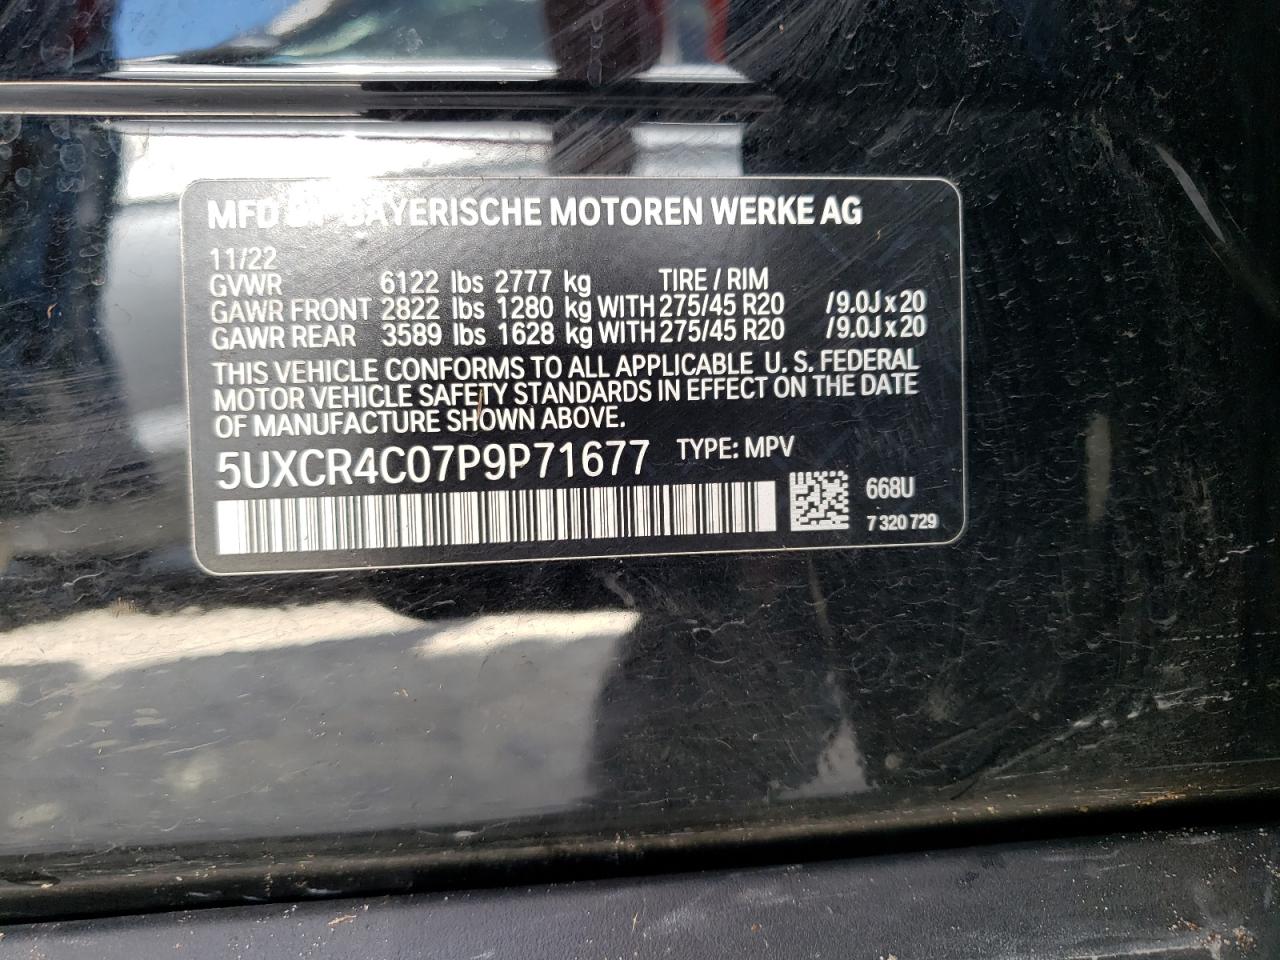 MFD BY BAYERISCHE MOTOREN WERKE AG
11/22
GVWR 6122 lbs 2777 kg TIRE / RIM
GAWR FRONT 2822 lbs 1280 kg WITH 275/45 R20 /9.0J x 20
GAWR REAR 3589 lbs 1628 kg WITH 275/45 R20 /9.0J x 20
THIS VEHICLE CONFORMS TO ALL APPLICABLE U. S. FEDERAL
MOTOR VEHICLE SAFETY STANDARDS IN EFFECT ON THE DATE
OF MANUFACTURE SHOWN ABOVE.
5UXCR4C07P9P71677 TYPE: MPV
668U
7 320 729